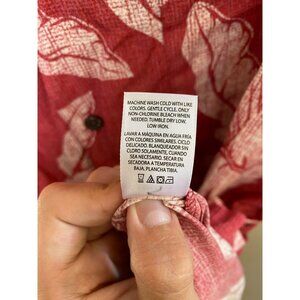 MACHINE WASH COLD WITH LIKE
COLORS. GENTLE CYCLE. ONLY
NON-CHLORINE BLEACH WHEN
NEEDED. TUMBLE DRY LOW,
LOW IRON.
LAVAR A MAQUINA EN AGUA FRIA
CON COLORES SIMILARES. CICLO
DELICADO. BLANQUEADOR SIN
CLORO SOLAMENTE, CUANDO
SEA NECESARIO. SECAR EN
SECADORA A TEMPERATURA
BAJA, PLANCHA TIBIA.